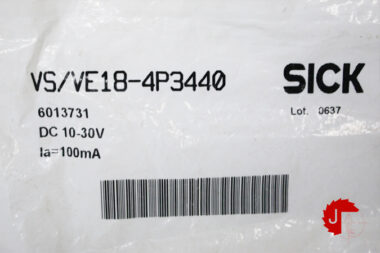 VS/VE18-4P3440
SICK
6013731
Lot. 0637
DC 10-30V
Ia=100mA